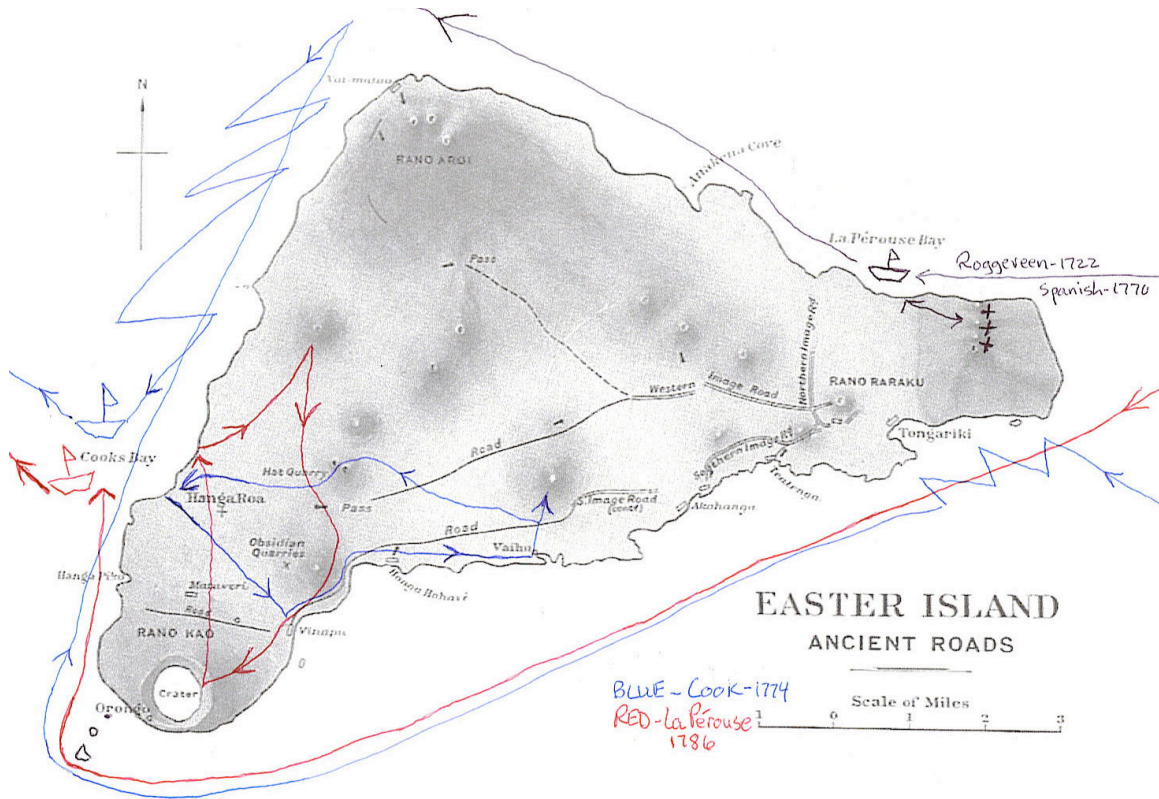 N
Vai-mataa
RANO AROI
Anakena Cove
La Pérouse Bay
Roggeveen-1722
Spanish-1770
Pass
Northern Image Rd
Western
Image Road
RANO RARAKU
Road
Tongariki
Southern Image Rd
Cooks Bay
Hat Quarry
Hanga Roa
Pass
S. Image Road
(cont.)
Akahanga
Road
Obsidian
Quarries
Vaihu
Hanga Piko
Mataveri
Road
RANO KAO
Vinapu
Crater
Orongo
EASTER ISLAND
ANCIENT ROADS
Scale of Miles
1 0 1 2 3
BLUE - Cook-1774
RED-La Pérouse
1786